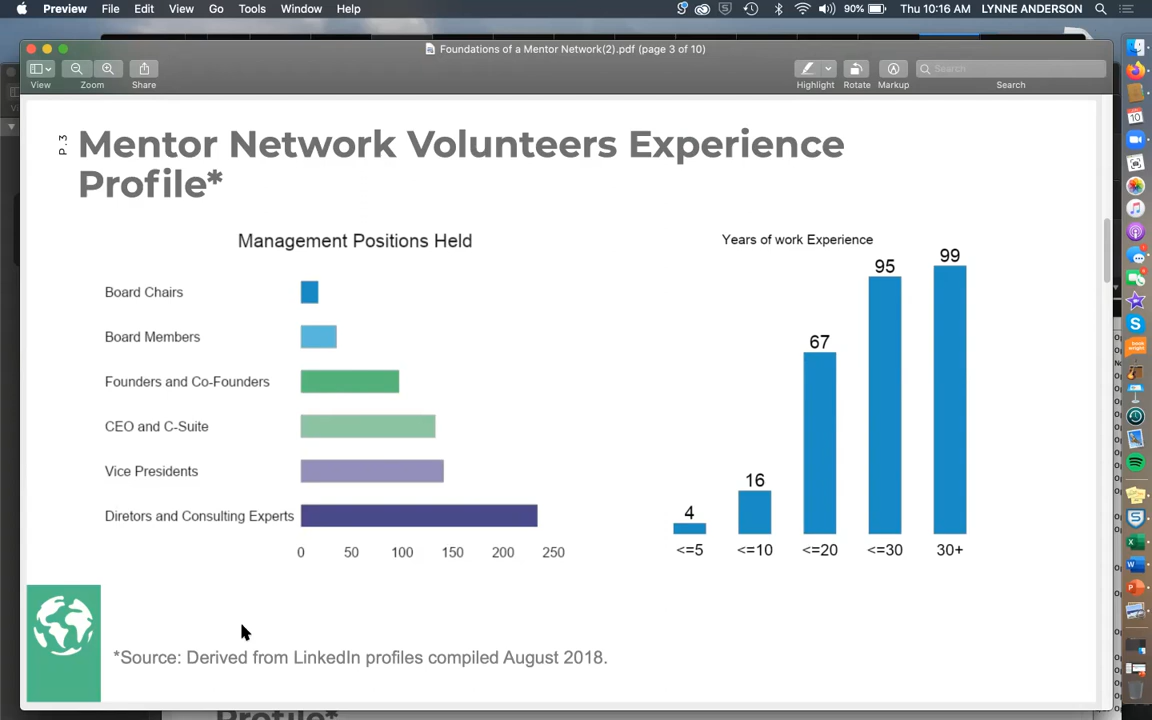 Preview File Edit View Go Tools Window Help 90% Thu 10:16 AM LYNNE ANDERSON
Foundations of a Mentor Network(2).pdf (page 3 of 10)
Search
View Zoom Share Highlight Rotate Markup Search
P.3
Mentor Network Volunteers Experience
Profile*
Management Positions Held
Board Chairs
Board Members
Founders and Co-Founders
CEO and C-Suite
Vice Presidents
Diretors and Consulting Experts
0 50 100 150 200 250
Years of work Experience
4 16 67 95 99
<=5 <=10 <=20 <=30 30+
*Source: Derived from LinkedIn profiles compiled August 2018.
Profile*